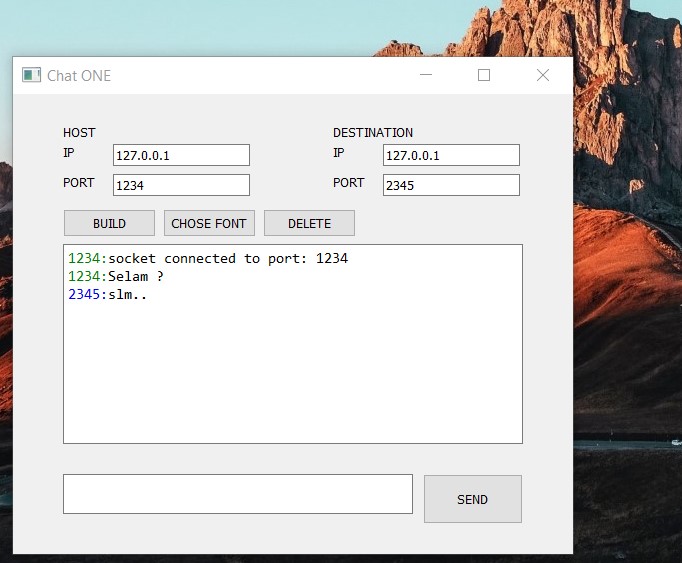 Chat ONE
HOST
DESTINATION
IP 127.0.0.1
IP 127.0.0.1
PORT 1234
PORT 2345
BUILD CHOSE FONT DELETE
1234:socket connected to port: 1234
1234:Selam ?
2345:slm..
SEND